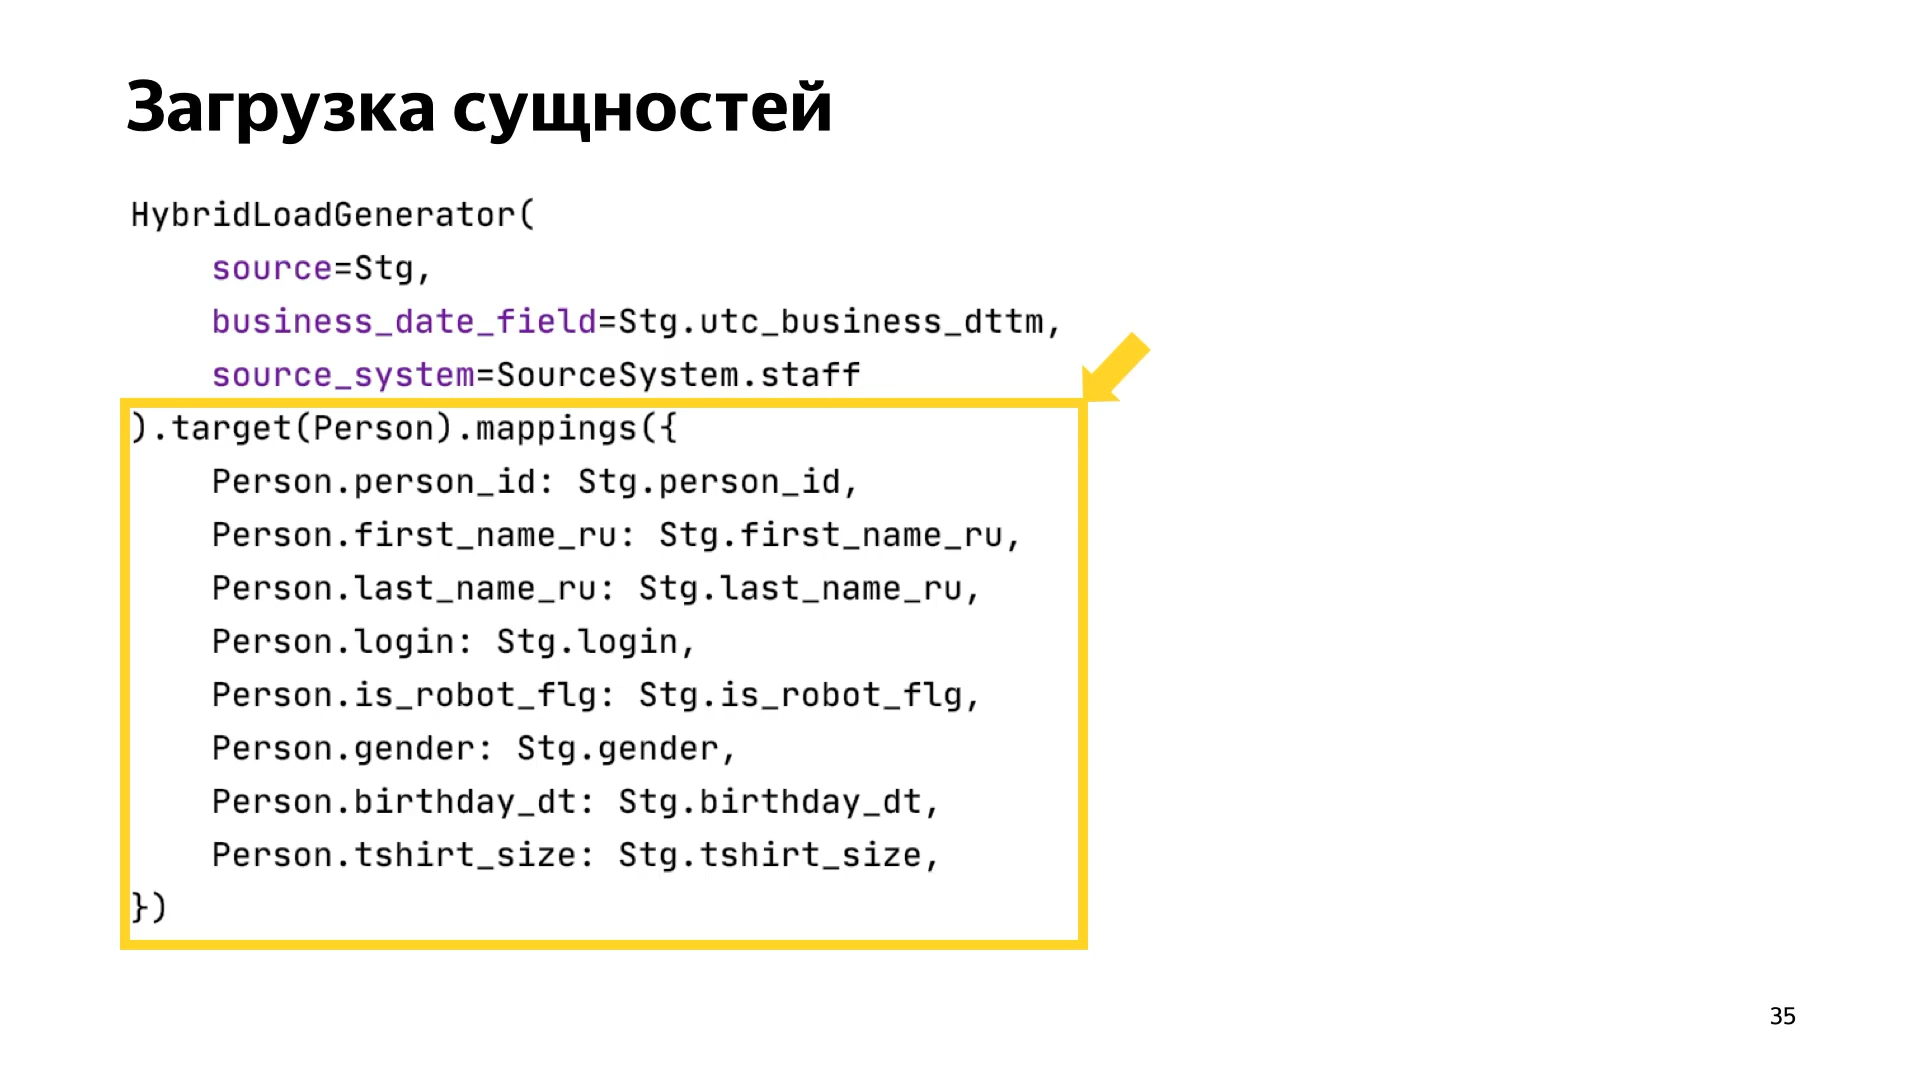 Загрузка сущностей
HybridLoadGenerator(
    source=Stg,
    business_date_field=Stg.utc_business_dttm,
    source_system=SourceSystem.staff
).target(Person).mappings({
    Person.person_id: Stg.person_id,
    Person.first_name_ru: Stg.first_name_ru,
    Person.last_name_ru: Stg.last_name_ru,
    Person.login: Stg.login,
    Person.is_robot_flg: Stg.is_robot_flg,
    Person.gender: Stg.gender,
    Person.birthday_dt: Stg.birthday_dt,
    Person.tshirt_size: Stg.tshirt_size,
})
35